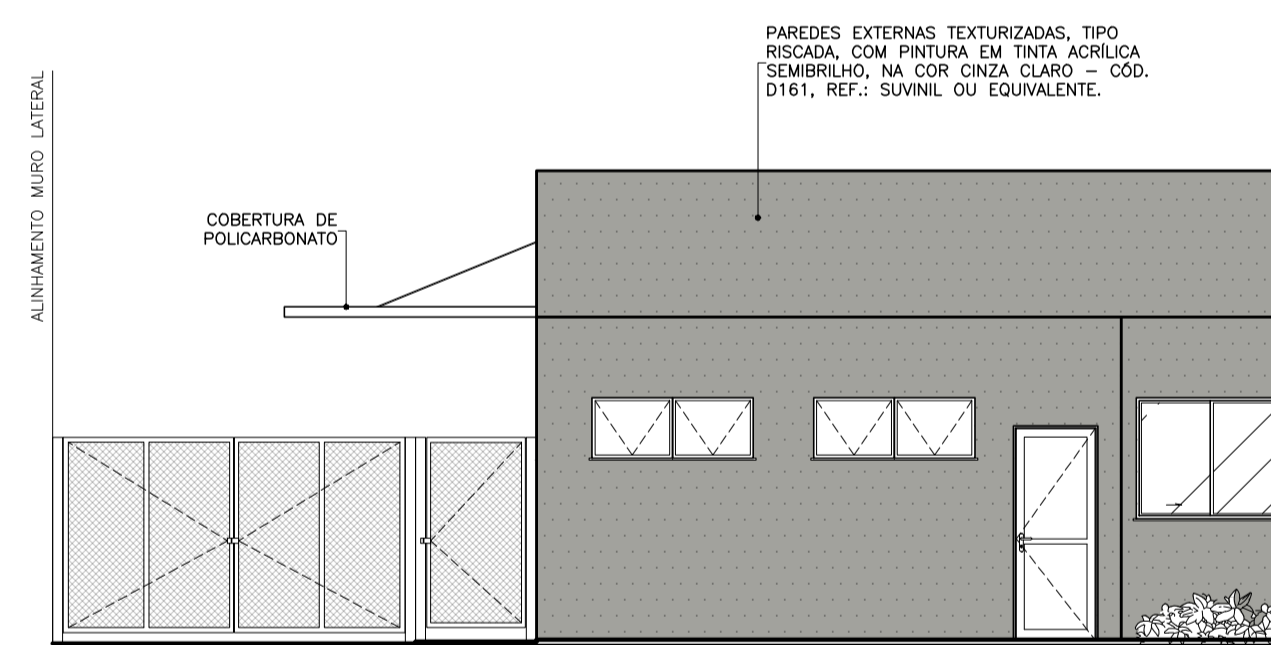 PAREDES EXTERNAS TEXTURIZADAS, TIPO
RISCADA, COM PINTURA EM TINTA ACRÍLICA
SEMIBRILHO, NA COR CINZA CLARO – CÓD.
D161, REF.: SUVINIL OU EQUIVALENTE.
ALINHAMENTO MURO LATERAL
COBERTURA DE
POLICARBONATO